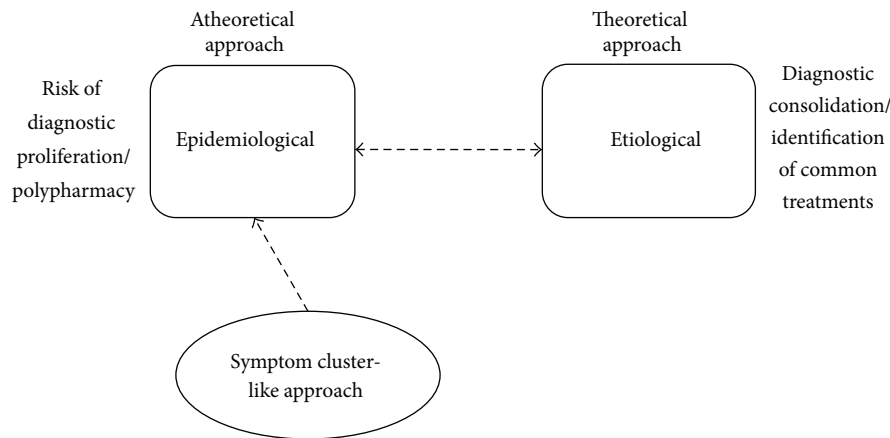 Atheoretical
approach
Theoretical
approach
Risk of
diagnostic
proliferation/
polypharmacy
Epidemiological
Etiological
Diagnostic
consolidation/
identification
of common
treatments
Symptom cluster-
like approach